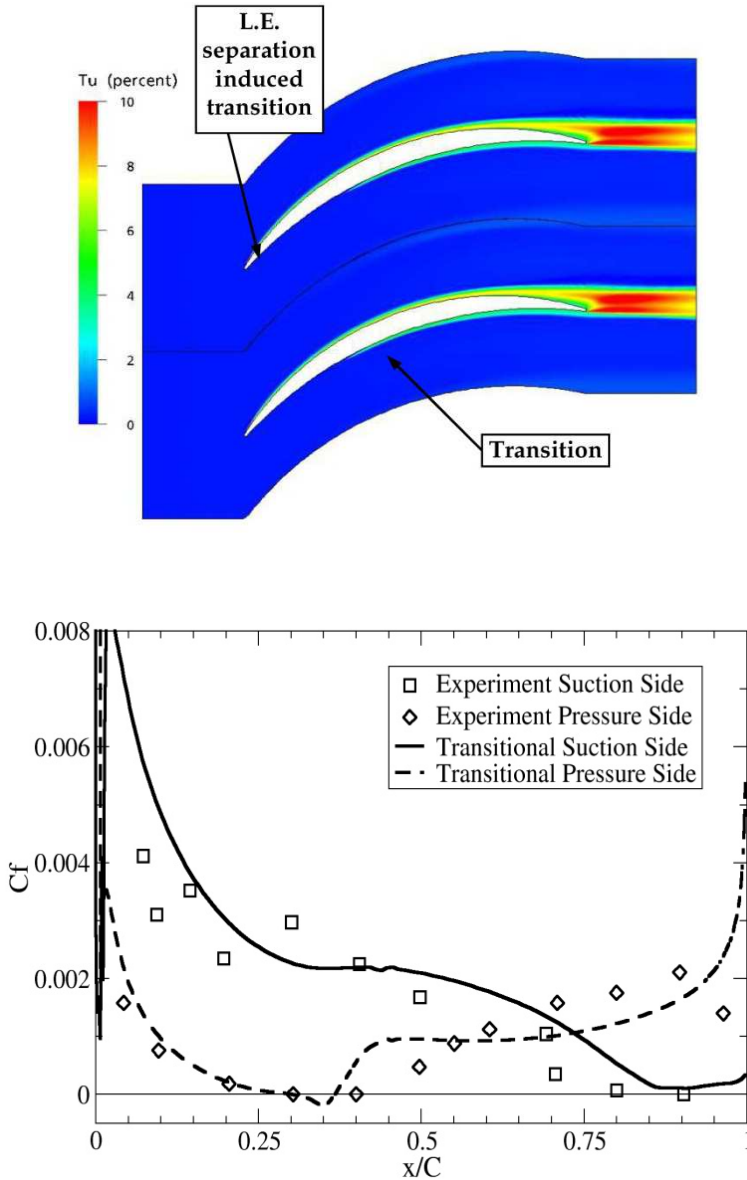 L.E.
separation
induced
transition
Tu (percent)
10
8
6
4
2
0
Transition
0.008
0.006
0.004
0.002
0
Cf
Experiment Suction Side
Experiment Pressure Side
Transitional Suction Side
Transitional Pressure Side
0
0.25
0.5
0.75
1
x/C